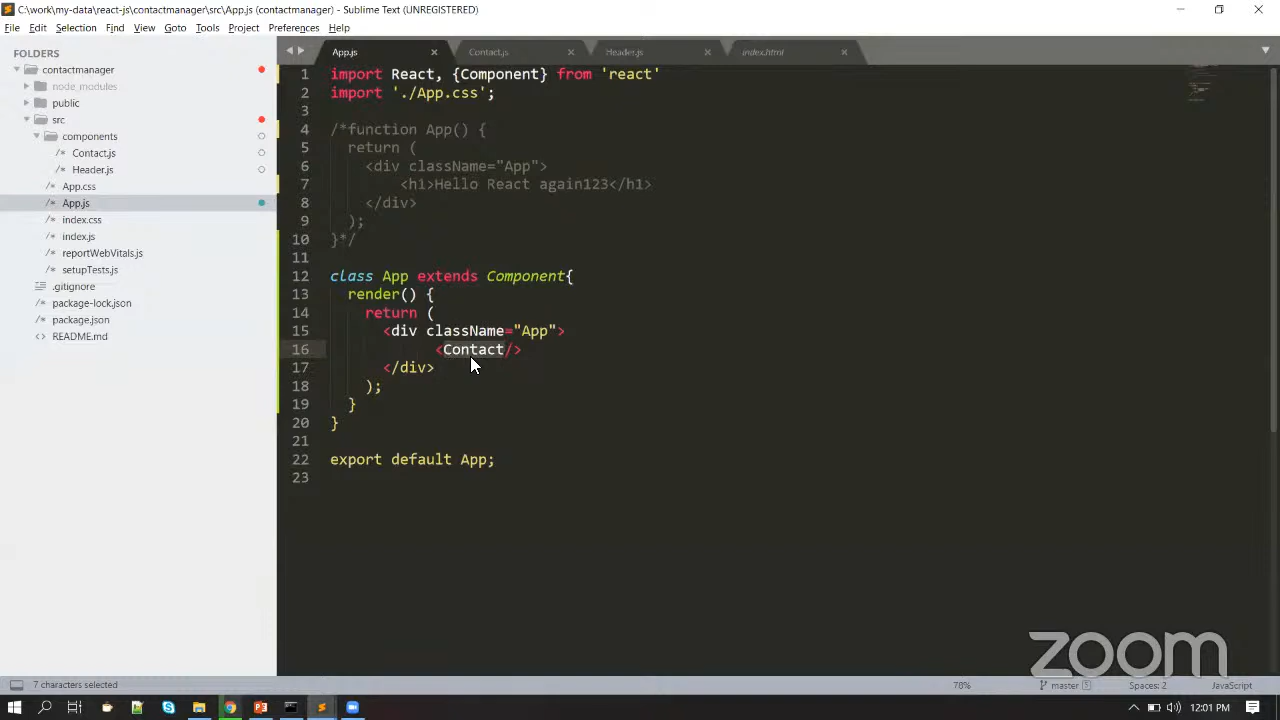 C:\work\my-data\react-js\contactmanager\src\App.js (contactmanager) - Sublime Text (UNREGISTERED)
File Edit Selection Find View Goto Tools Project Preferences Help
FOLDERS
contactmanager
node_modules
public
src
components
/* Contact.js
/* Header.js
/* App.css
/* App.js
/* index.css
/* index.js
/* reportWebVitals.js
/* setupTests.js
.gitignore
/* package-lock.json
/* package.json
<> README.md
App.js Contact.js Header.js index.html
1 import React, {Component} from 'react'
2 import './App.css';
3
4 /*function App() {
5 return (
6 <div className="App">
7 <h1>Hello React again123</h1>
8 </div>
9 );
10 }*/
11
12 class App extends Component{
13 render() {
14 return (
15 <div className="App">
16 <Contact/>
17 </div>
18 );
19 }
20 }
21
22 export default App;
23
zoom
7 characters selected 78% master 5 Spaces: 2 JavaScript
12:01 PM